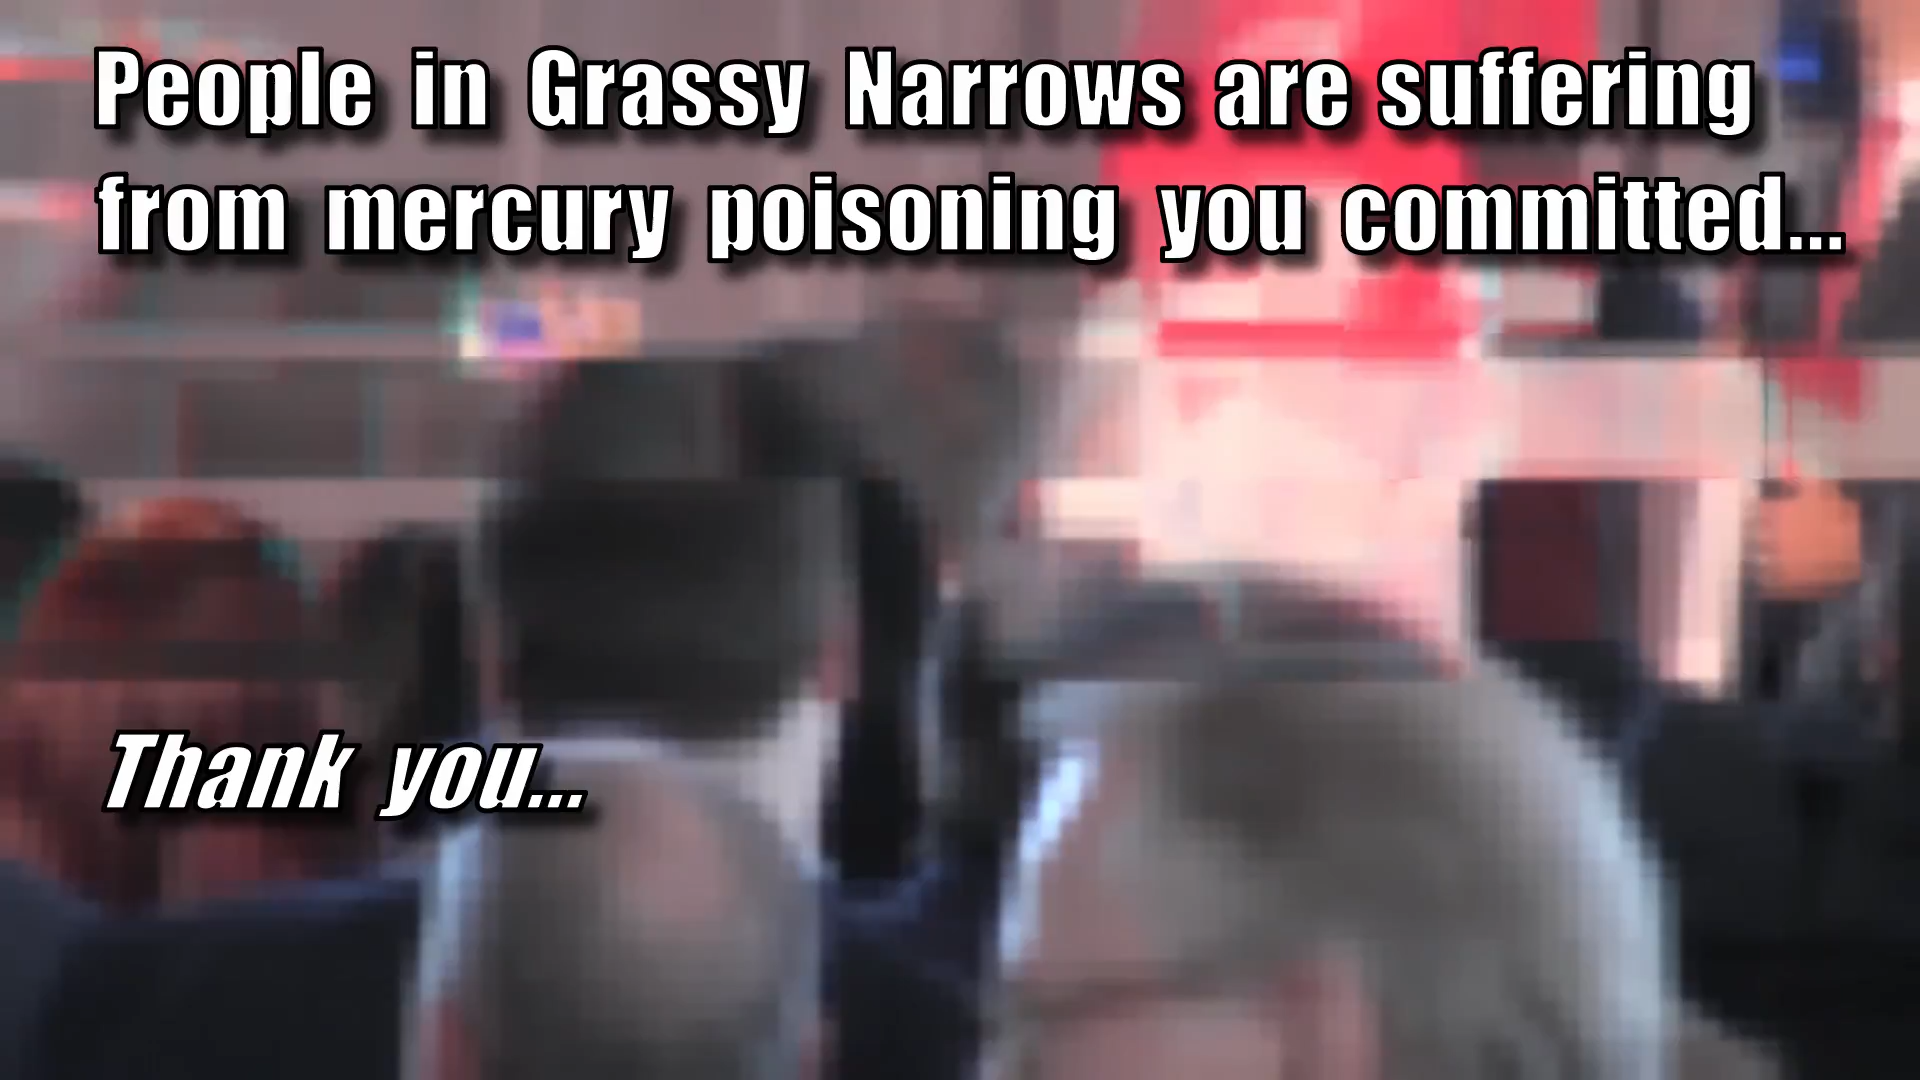 People in Grassy Narrows are suffering
from mercury poisoning you committed...
Thank you...